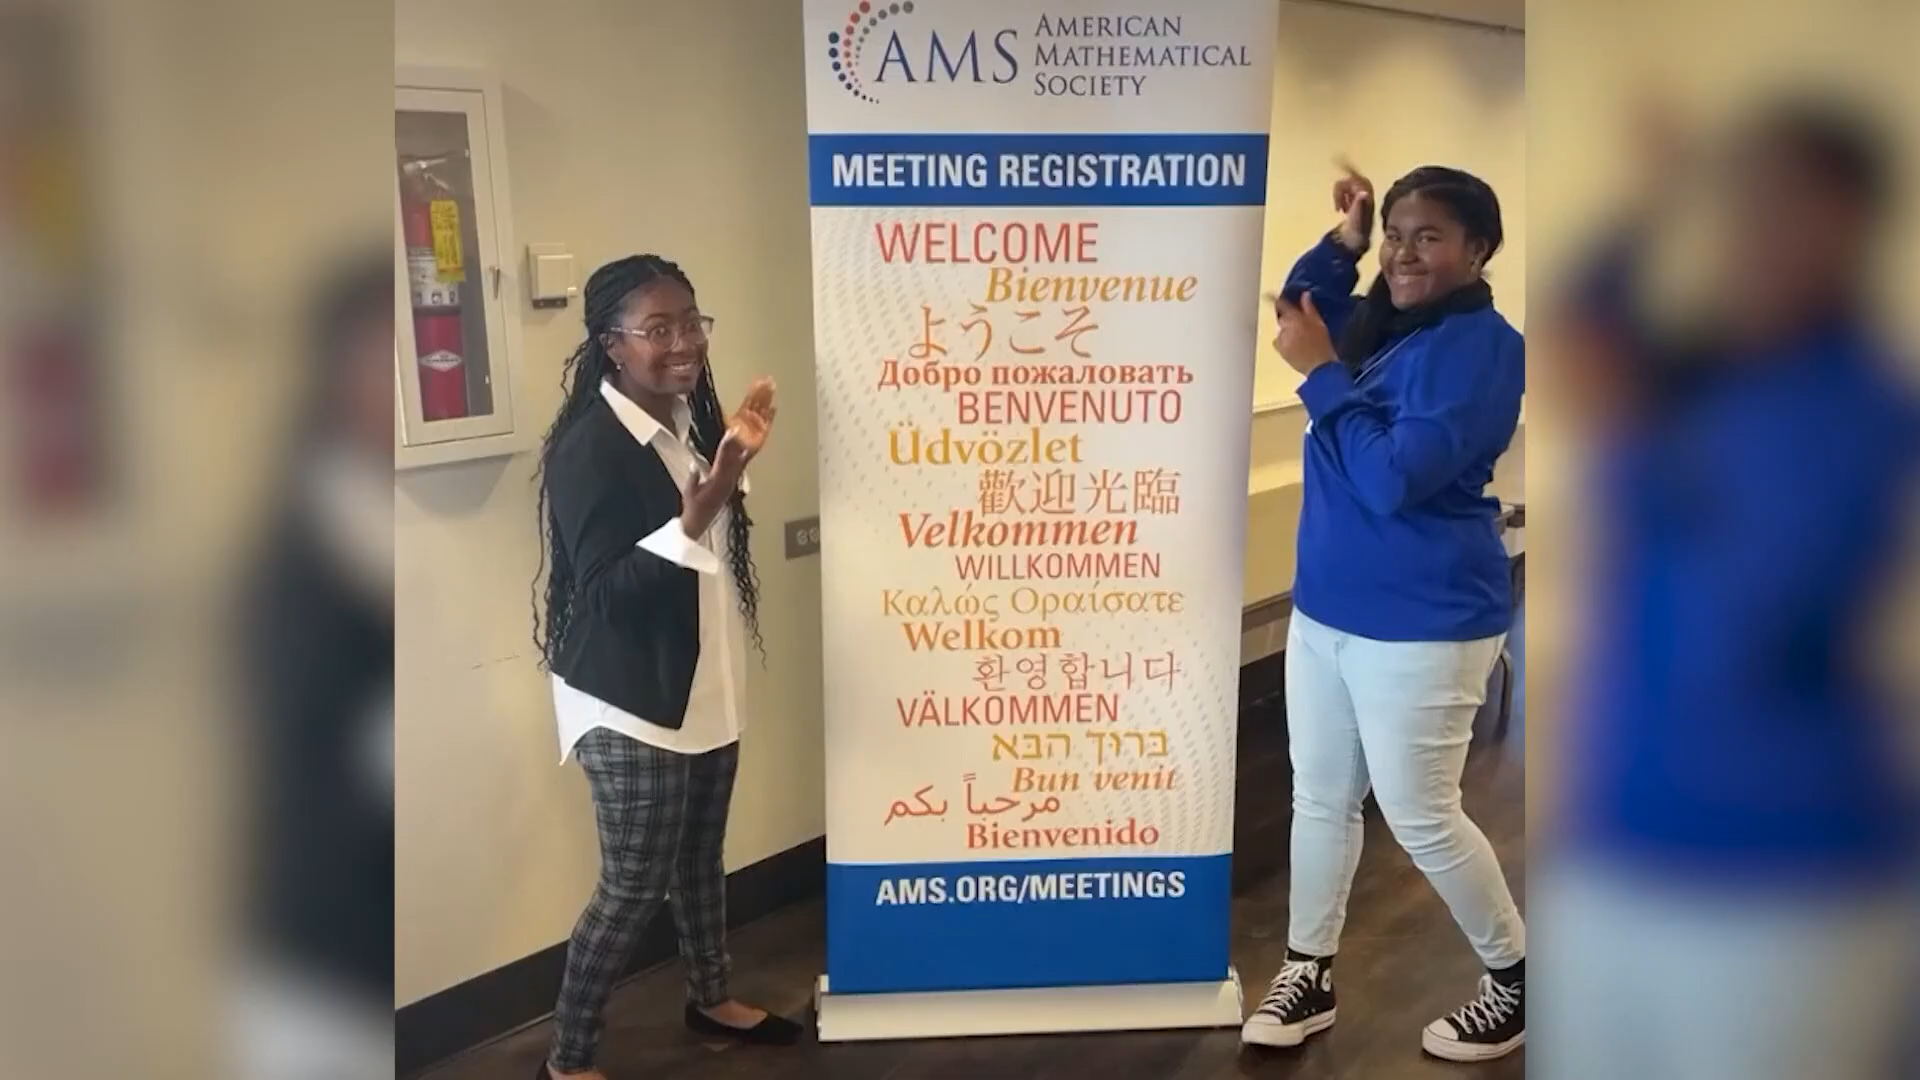 AMS
AMERICAN
MATHEMATICAL
SOCIETY
MEETING REGISTRATION
WELCOME
Bienvenue
ようこそ
Добро пожаловать
BENVENUTO
Üdvözlet
歡迎光臨
Velkommen
WILLKOMMEN
Καλώς Οραίσατε
Welkom
환영합니다
VÄLKOMMEN
ברוך הבא
Bun venit
مرحباً بكم
Bienvenido
AMS.ORG/MEETINGS